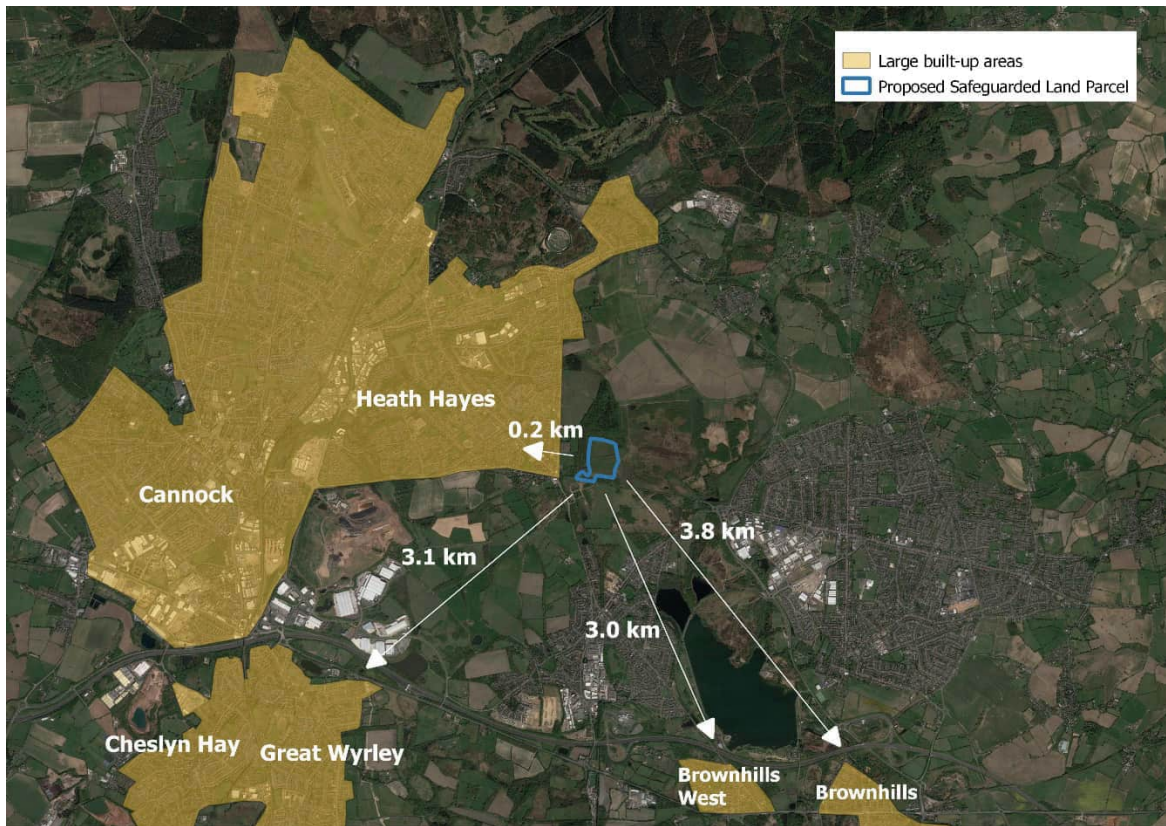 Large built-up areas
Proposed Safeguarded Land Parcel
Heath Hayes
0.2 km
Cannock
3.1 km
3.8 km
3.0 km
Cheslyn Hay
Great Wyrley
Brownhills
West
Brownhills